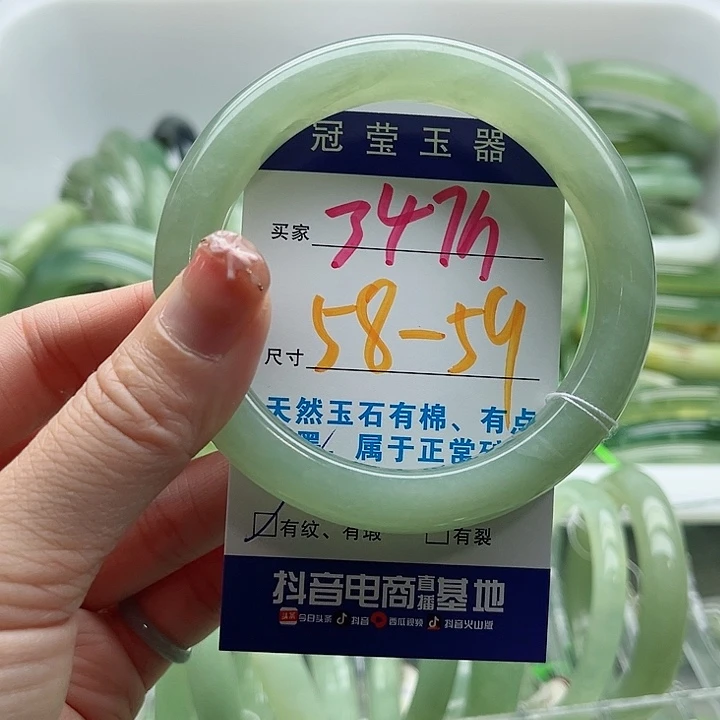 冠莹玉器
买家 347h
尺寸 58-59
天然玉石有棉、有点
属于正常
有纹、有瑕 有裂
抖音电商直播基地
今日头条 抖音 西瓜视频 抖音火山版